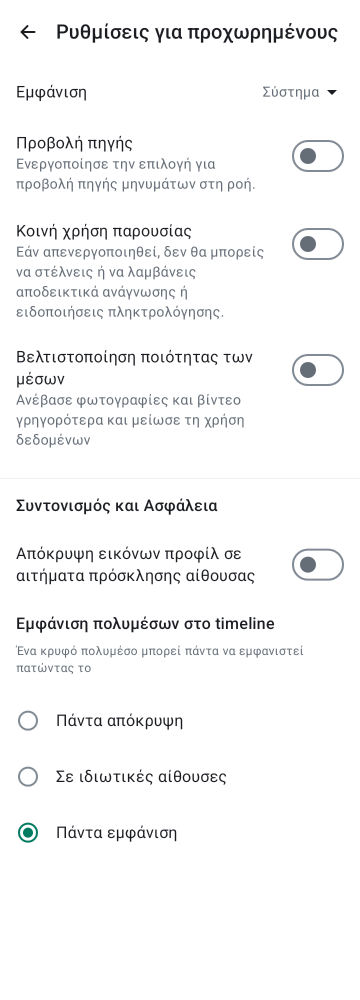 Ρυθμίσεις για προχωρημένους
Εμφάνιση
Σύστημα
Προβολή πηγής
Ενεργοποίησε την επιλογή για
προβολή πηγής μηνυμάτων στη ροή.
Κοινή χρήση παρουσίας
Εάν απενεργοποιηθεί, δεν θα μπορείς
να στέλνεις ή να λαμβάνεις
αποδεικτικά ανάγνωσης ή
ειδοποιήσεις πληκτρολόγησης.
Βελτιστοποίηση ποιότητας των
μέσων
Ανέβασε φωτογραφίες και βίντεο
γρηγορότερα και μείωσε τη χρήση
δεδομένων
Συντονισμός και Ασφάλεια
Απόκρυψη εικόνων προφίλ σε
αιτήματα πρόσκλησης αίθουσας
Εμφάνιση πολυμέσων στο timeline
Ένα κρυφό πολυμέσο μπορεί πάντα να εμφανιστεί
πατώντας το
Πάντα απόκρυψη
Σε ιδιωτικές αίθουσες
Πάντα εμφάνιση